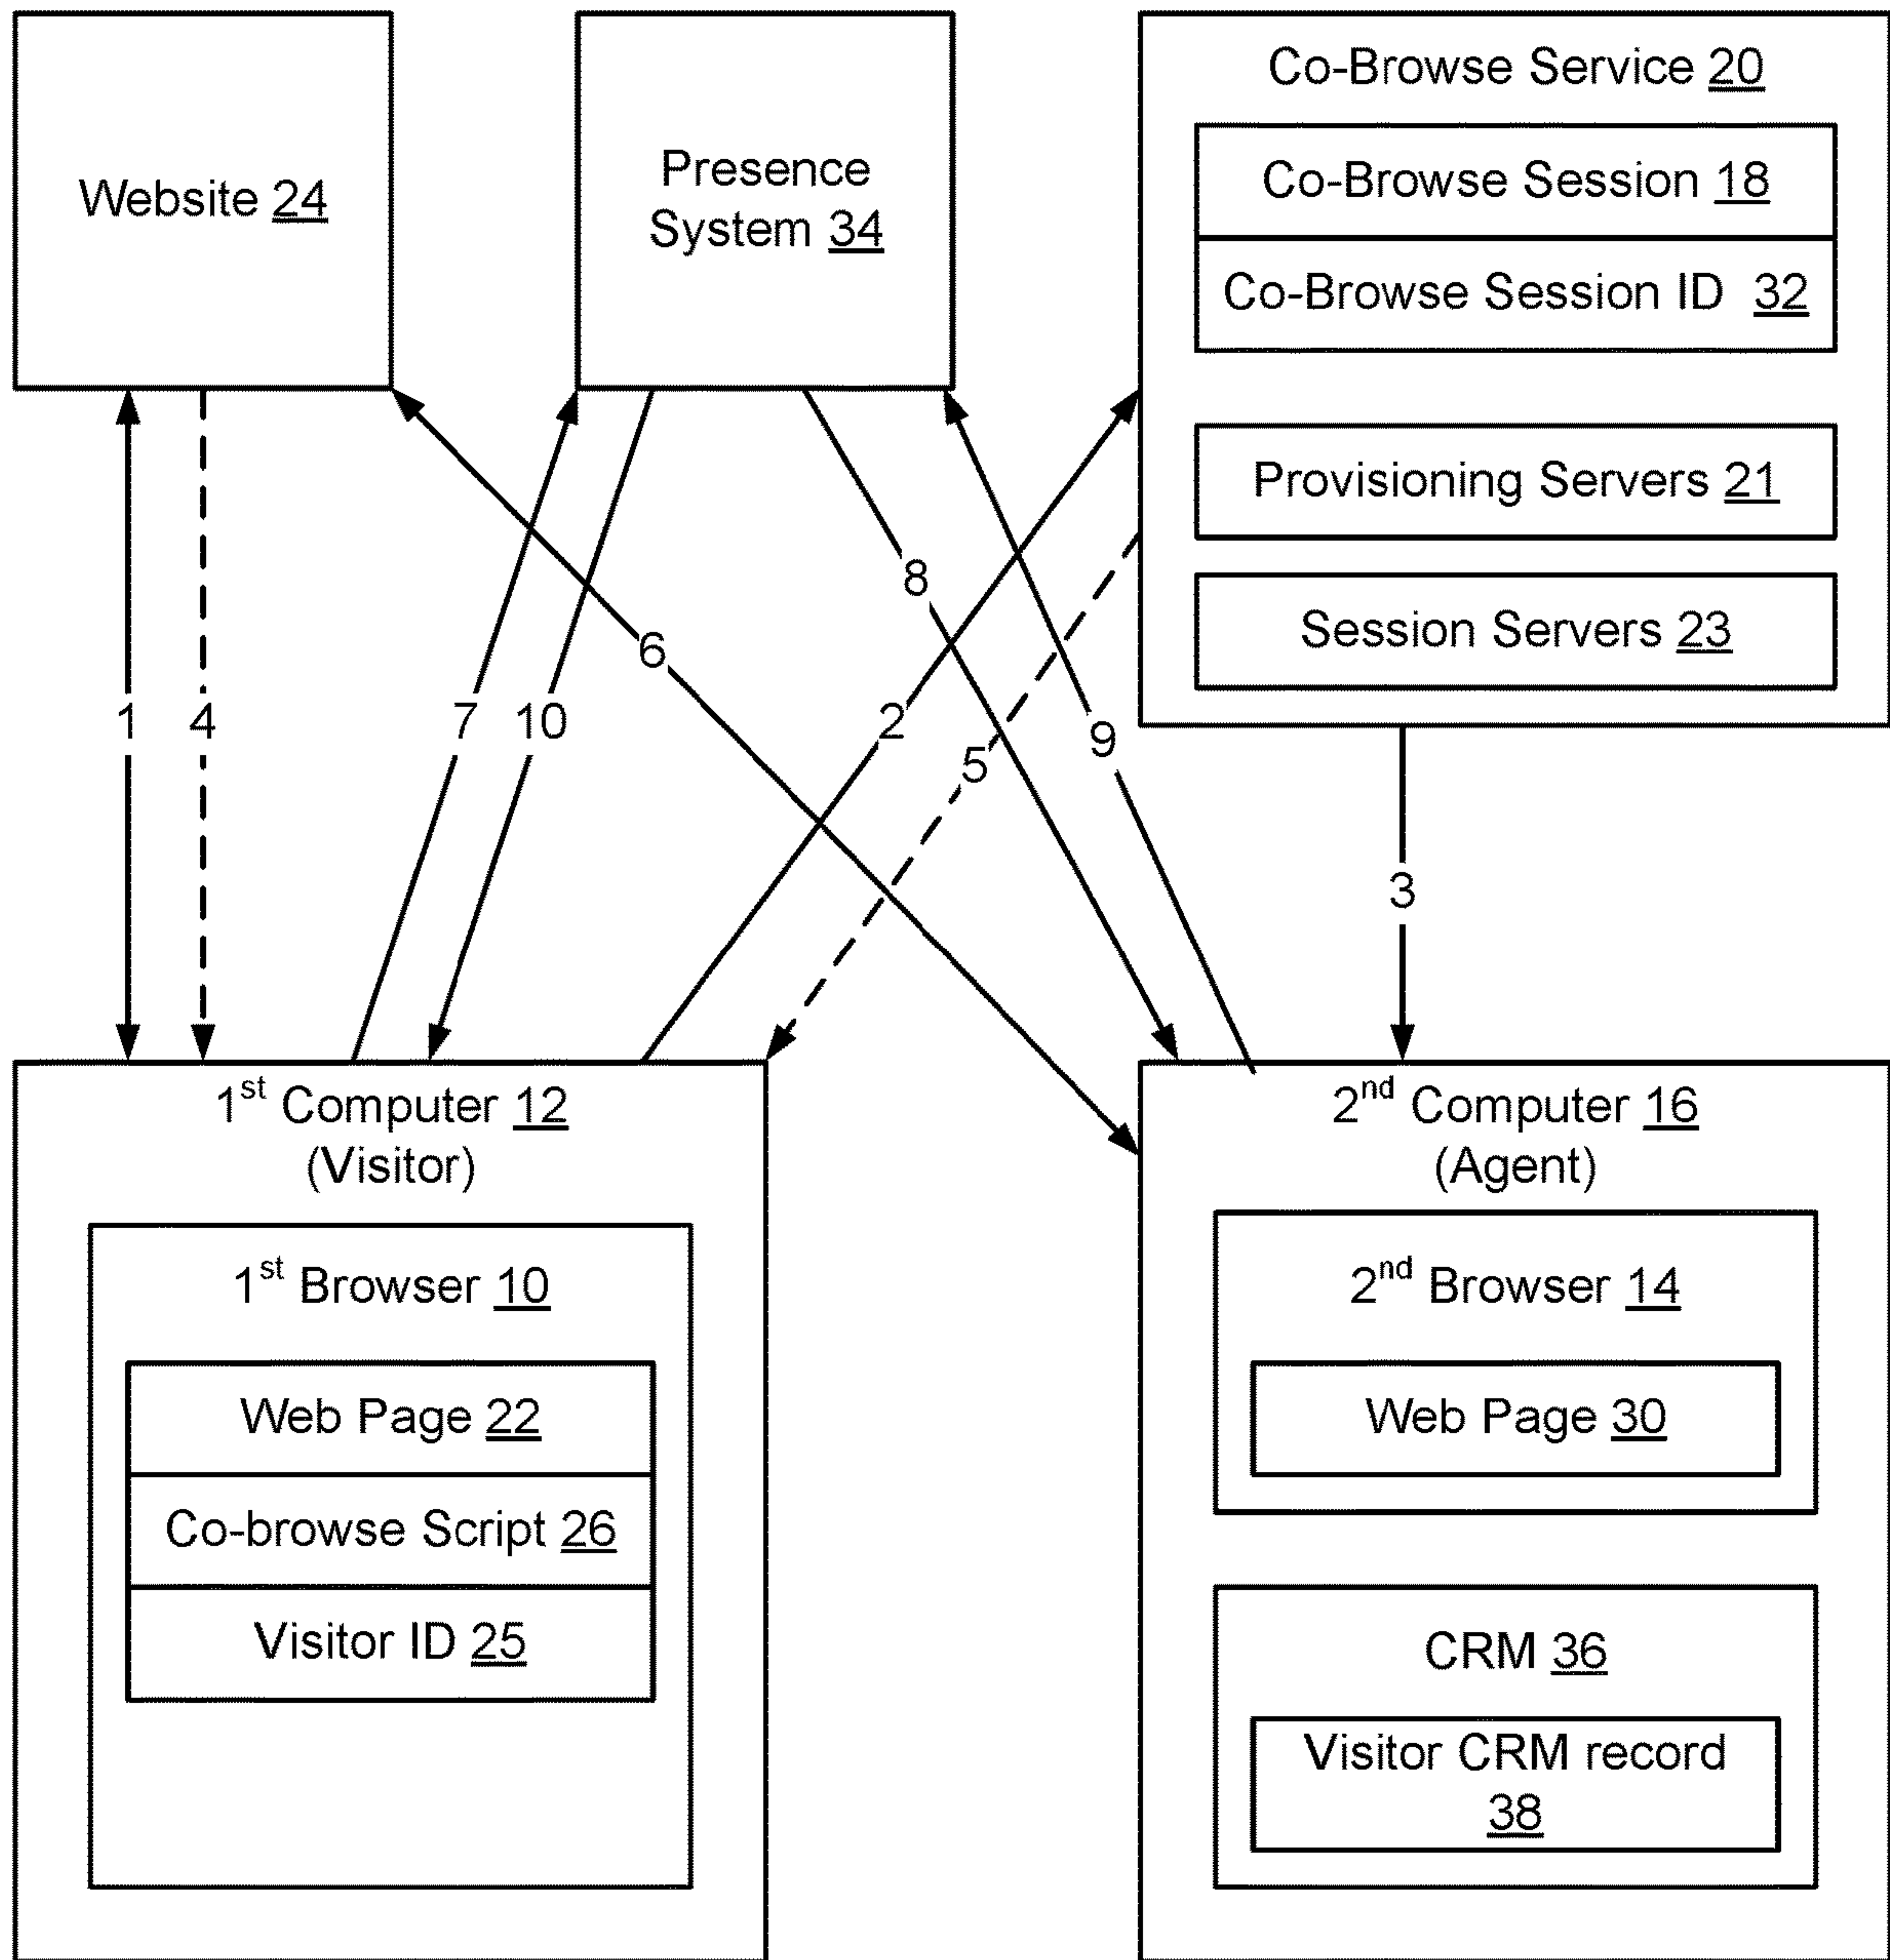 Website 24
Presence
System 34
Co-Browse Service 20
Co-Browse Session 18
Co-Browse Session ID 32
Provisioning Servers 21
Session Servers 23
8
6
1
4
7
10
2
5
9
3
1st Computer 12
(Visitor)
1st Browser 10
Web Page 22
Co-browse Script 26
Visitor ID 25
2nd Computer 16
(Agent)
2nd Browser 14
Web Page 30
CRM 36
Visitor CRM record
38